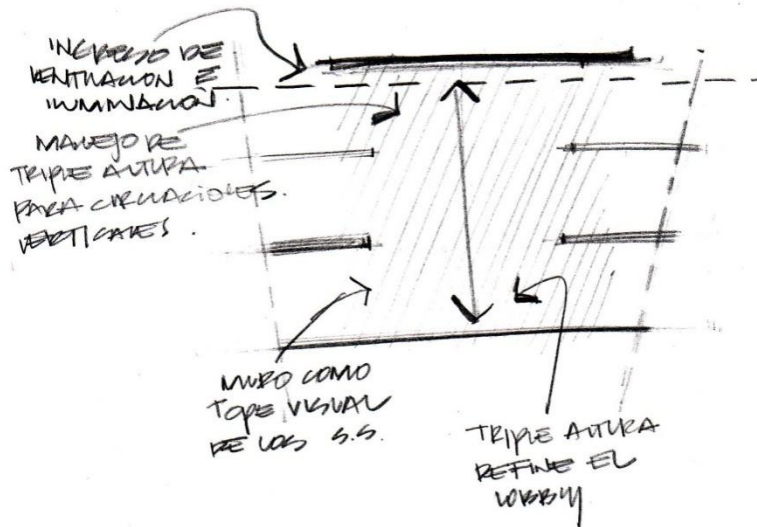 INGRESO DE
VENTILACION E
ILUMINACION.
MANEJO DE
TRIPLE ALTURA
PARA CIRCULACIONES.
VERTICALES.
MURO COMO
TOPE VISUAL
DE LOS S.S.
TRIPLE ALTURA
DEFINE EL
LOBBY